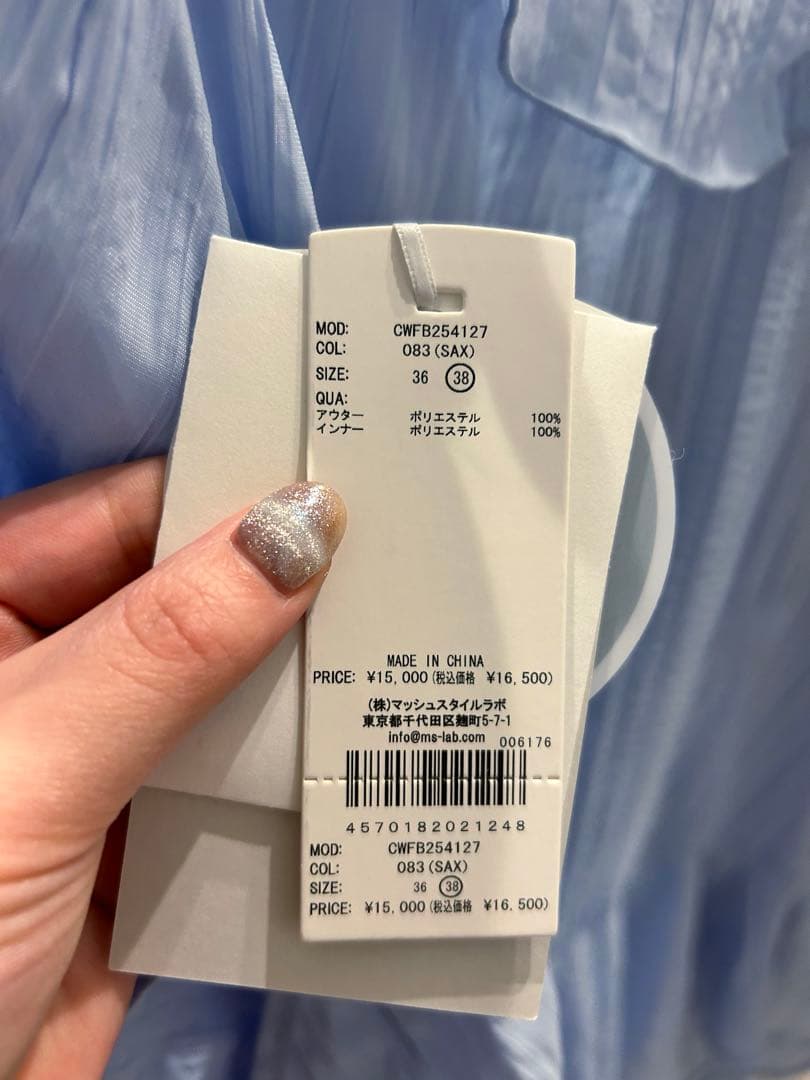 MOD: CWFB254127
COL: 083(SAX)
SIZE: 36 38
QUA:
アウター ポリエステル 100%
インナー ポリエステル 100%
MADE IN CHINA
PRICE: ¥15,000(税込価格 ¥16,500)
(株)マッシュスタイルラボ
東京都千代田区麹町5-7-1
info@ms-lab.com
006176
4570182021248
MOD: CWFB254127
COL: 083(SAX)
SIZE: 36 38
PRICE: ¥15,000(税込価格 ¥16,500)